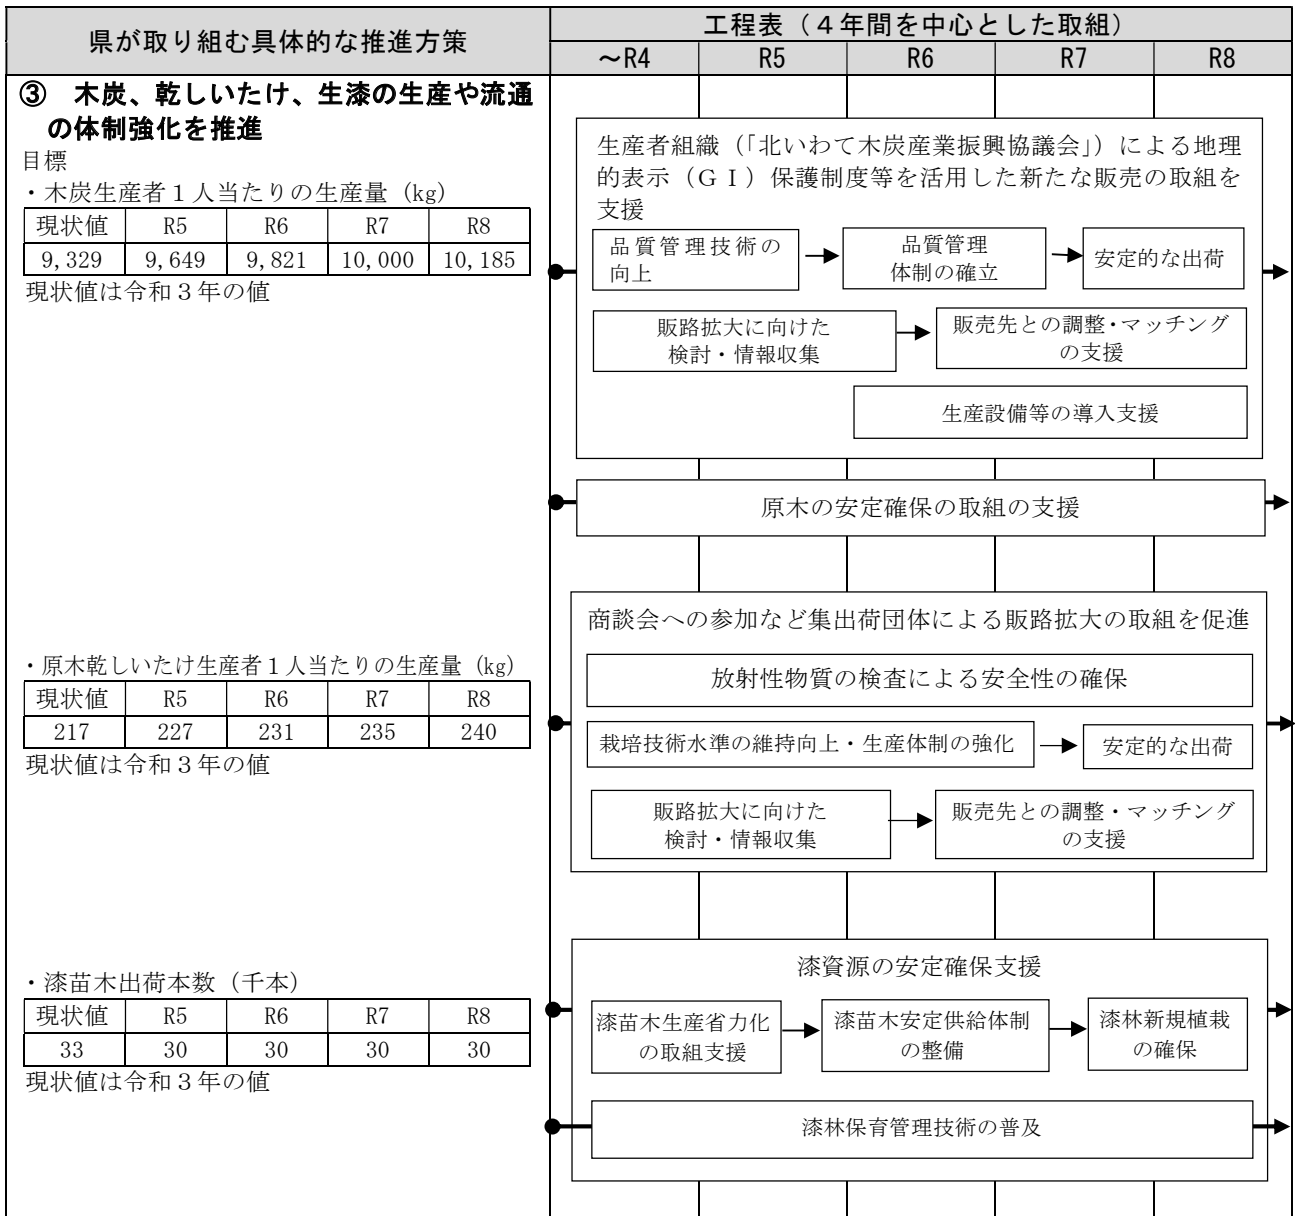 県が取り組む具体的な推進方策
工程表（４年間を中心とした取組）
～R4 R5 R6 R7 R8
③　木炭、乾しいたけ、生漆の生産や流通
の体制強化を推進
目標
・木炭生産者１人当たりの生産量（kg）
現状値 R5 R6 R7 R8
9,329 9,649 9,821 10,000 10,185
現状値は令和３年の値
生産者組織（「北いわて木炭産業振興協議会」）による地理
的表示（ＧＩ）保護制度等を活用した新たな販売の取組を
支援
品質管理技術の
向上
品質管理
体制の確立
安定的な出荷
販路拡大に向けた
検討・情報収集
販売先との調整・マッチング
の支援
生産設備等の導入支援
原木の安定確保の取組の支援
・原木乾しいたけ生産者１人当たりの生産量（kg）
現状値 R5 R6 R7 R8
217 227 231 235 240
現状値は令和３年の値
商談会への参加など集出荷団体による販路拡大の取組を促進
放射性物質の検査による安全性の確保
栽培技術水準の維持向上・生産体制の強化
安定的な出荷
販路拡大に向けた
検討・情報収集
販売先との調整・マッチング
の支援
・漆苗木出荷本数（千本）
現状値 R5 R6 R7 R8
33 30 30 30 30
現状値は令和３年の値
漆資源の安定確保支援
漆苗木生産省力化
の取組支援
漆苗木安定供給体制
の整備
漆林新規植栽
の確保
漆林保育管理技術の普及